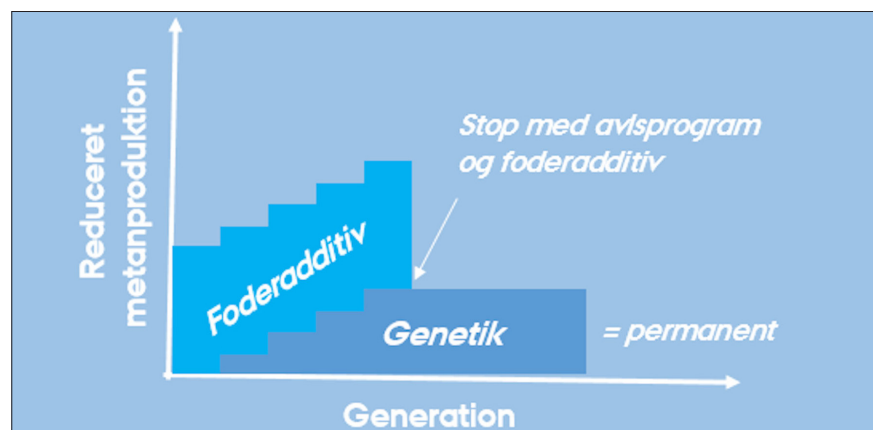 Reduceret
metanproduktion
Stop med avlsprogram
og foderadditiv
Foderadditiv
Genetik
= permanent
Generation